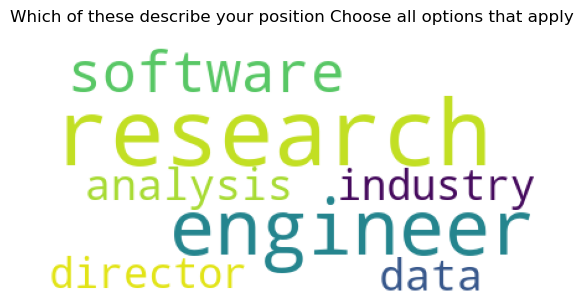 Which of these describe your position Choose all options that apply
software
research
analysis industry
engineer
director data